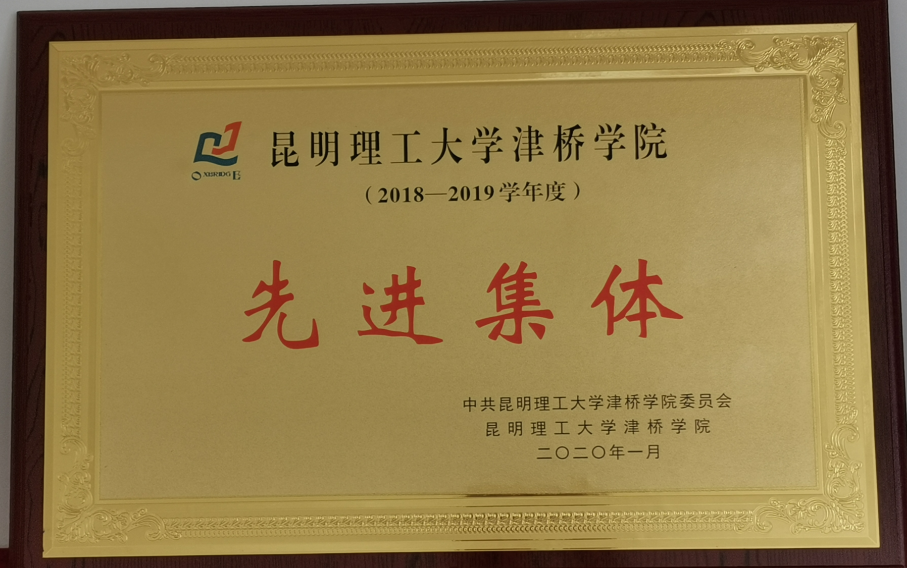 昆明理工大学津桥学院
OXBRIDGE
(2018—2019学年度)
先进集体
中共昆明理工大学津桥学院委员会
昆明理工大学津桥学院
二〇二〇年一月